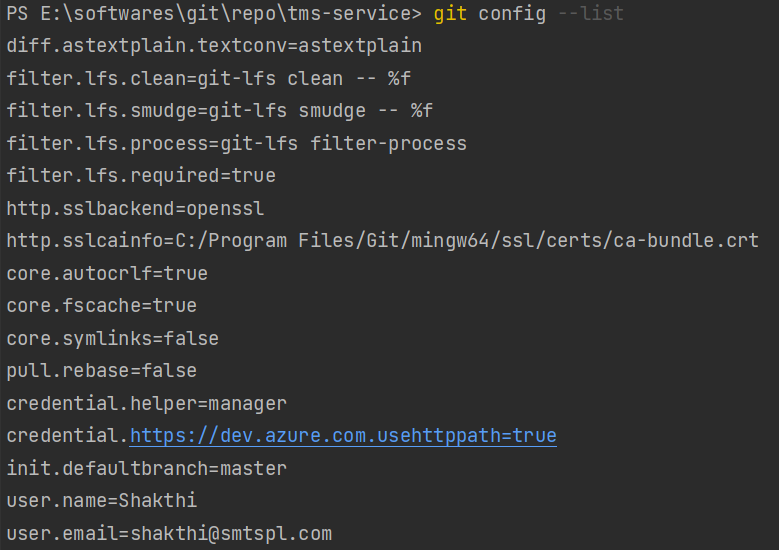 PS E:\softwares\git\repo\tms-service> git config --list
diff.astextplain.textconv=astextplain
filter.lfs.clean=git-lfs clean -- %f
filter.lfs.smudge=git-lfs smudge -- %f
filter.lfs.process=git-lfs filter-process
filter.lfs.required=true
http.sslbackend=openssl
http.sslcainfo=C:/Program Files/Git/mingw64/ssl/certs/ca-bundle.crt
core.autocrlf=true
core.fscache=true
core.symlinks=false
pull.rebase=false
credential.helper=manager
credential.https://dev.azure.com.usehttppath=true
init.defaultbranch=master
user.name=Shakthi
user.email=shakthi@smtspl.com